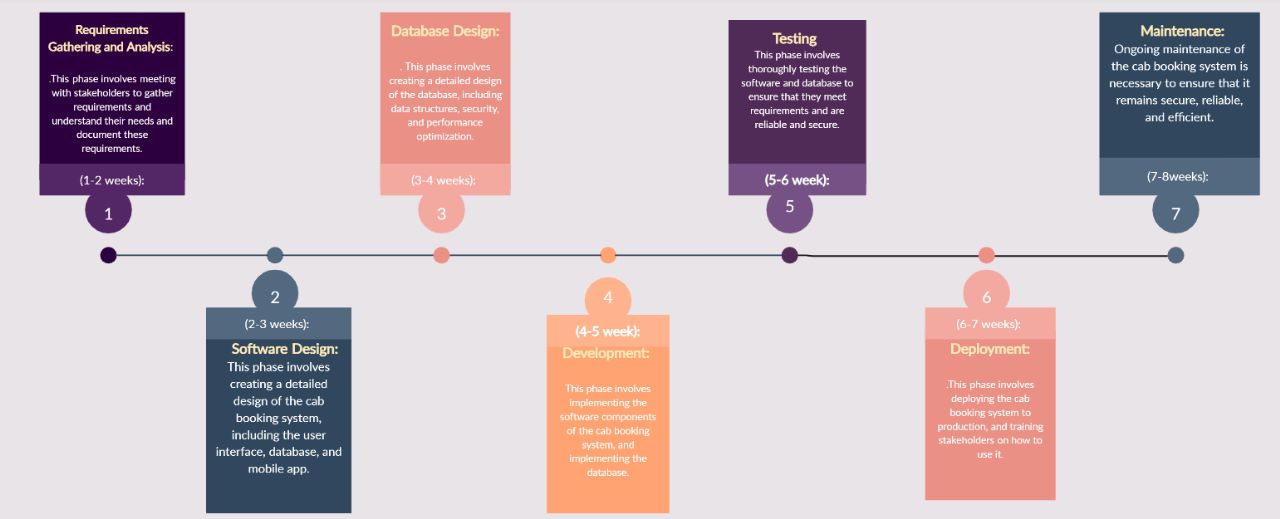 Requirements
Gathering and Analysis:
.This phase involves meeting
with stakeholders to gather
requirements and
understand their needs and
document these
requirements.
(1-2 weeks):
1
2
(2-3 weeks):
Software Design:
This phase involves
creating a detailed
design of the cab
booking system,
including the user
interface, database, and
mobile app.
Database Design:
. This phase involves
creating a detailed design
of the database, including
data structures, security,
and performance
optimization.
(3-4 weeks):
3
4
(4-5 week):
Development:
This phase involves
implementing the
software components
of the cab booking
system, and
implementing the
database.
Testing
This phase involves
thoroughly testing the
software and database to
ensure that they meet
requirements and are
reliable and secure.
(5-6 week):
5
6
(6-7 weeks):
Deployment:
.This phase involves
deploying the cab
booking system to
production, and training
stakeholders on how to
use it.
Maintenance:
Ongoing maintenance of
the cab booking system is
necessary to ensure that it
remains secure, reliable,
and efficient.
(7-8weeks):
7